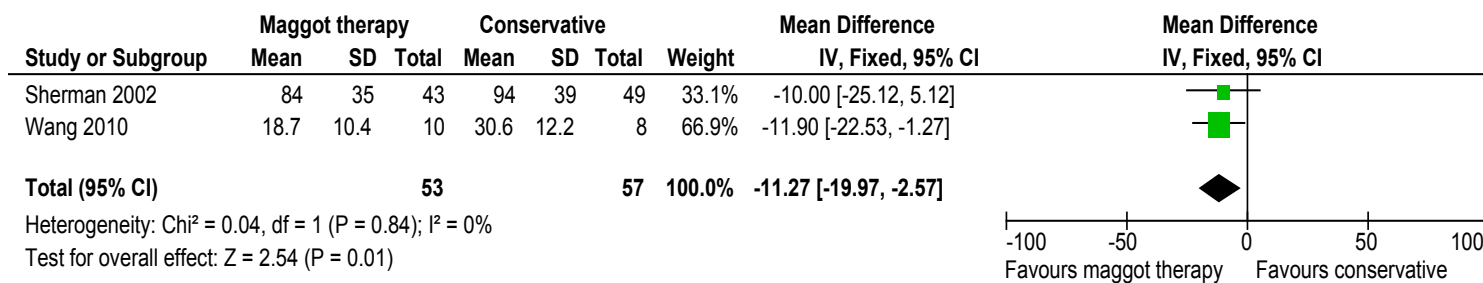 Maggot therapy Conservative Mean Difference Mean Difference
Study or Subgroup Mean SD Total Mean SD Total Weight IV, Fixed, 95% CI IV, Fixed, 95% CI
Sherman 2002 84 35 43 94 39 49 33.1% -10.00 [-25.12, 5.12]
Wang 2010 18.7 10.4 10 30.6 12.2 8 66.9% -11.90 [-22.53, -1.27]
Total (95% CI) 53 57 100.0% -11.27 [-19.97, -2.57]
Heterogeneity: Chi² = 0.04, df = 1 (P = 0.84); I² = 0%
Test for overall effect: Z = 2.54 (P = 0.01)
-100 -50 0 50 100
Favours maggot therapy Favours conservative